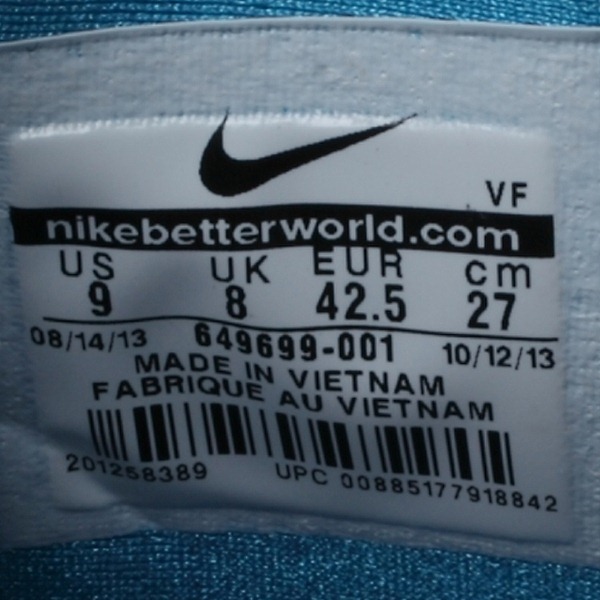 VF
nikebetterworld.com
US UK EUR cm
9 8 42.5 27
08/14/13 649699-001 10/12/13
MADE IN VIETNAM
FABRIQUE AU VIETNAM
201258389 UPC 00885177918842